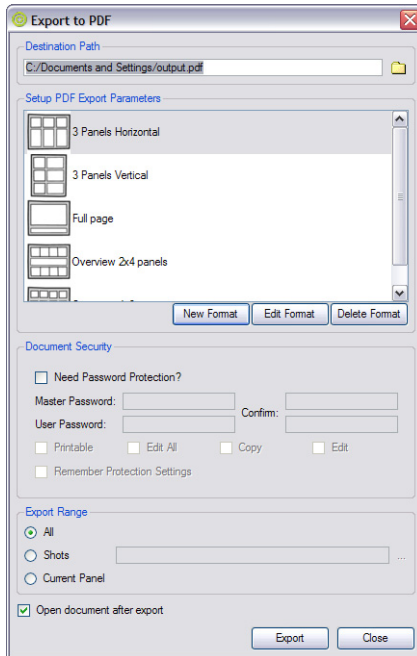 Export to PDF
Destination Path
C:/Documents and Settings/output.pdf
Setup PDF Export Parameters
3 Panels Horizontal
3 Panels Vertical
Full page
Overview 2x4 panels
New Format Edit Format Delete Format
Document Security
Need Password Protection?
Master Password:
Confirm:
User Password:
Printable Edit All Copy Edit
Remember Protection Settings
Export Range
All
Shots ...
Current Panel
Open document after export
Export Close